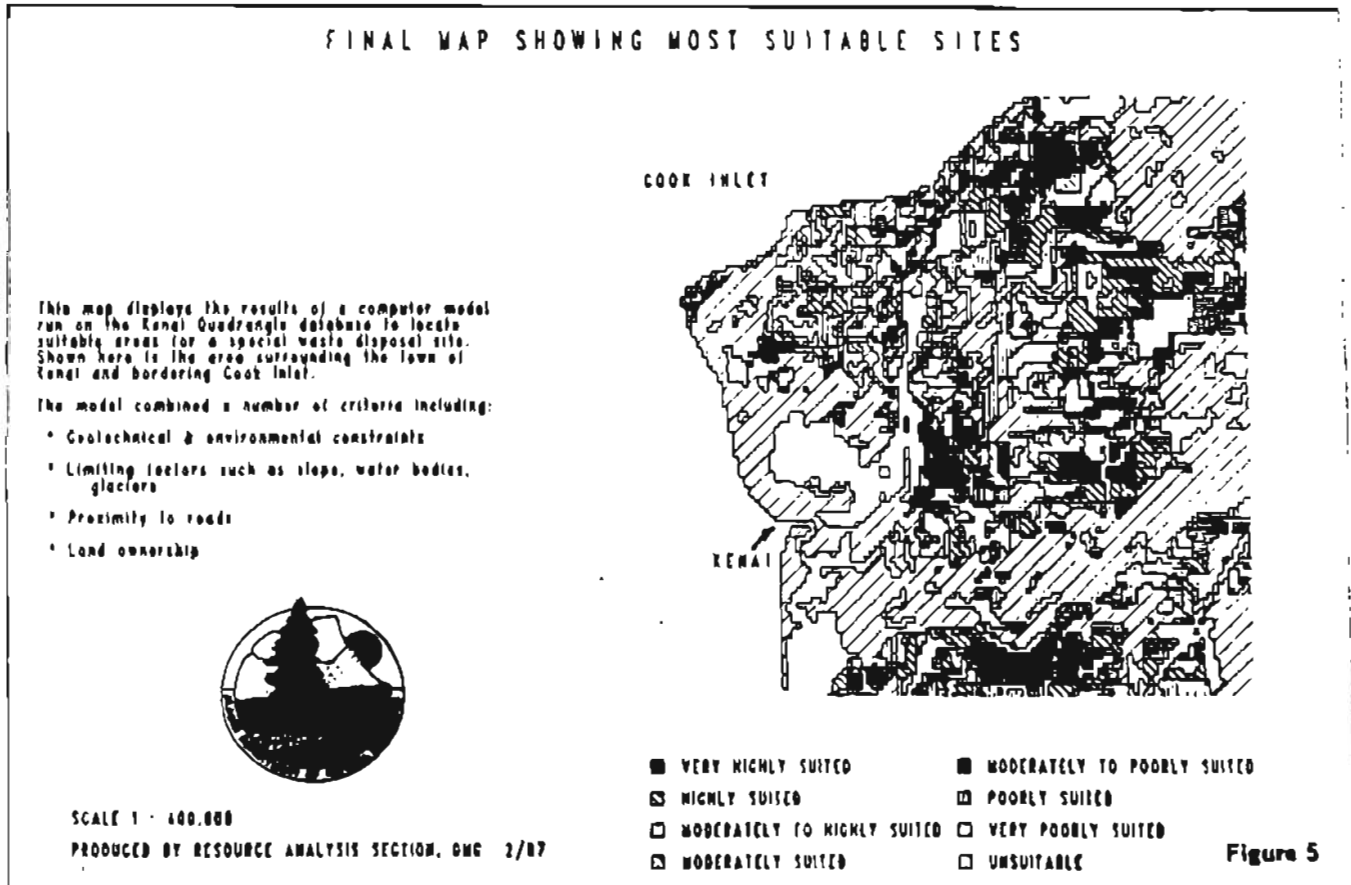 FINAL MAP SHOWING MOST SUITABLE SITES
COOK INLET
This map displays the results of a computer model
run on the Kenai Quadrangle database to locate
suitable areas for a special waste disposal site.
Shown here is the area surrounding the town of
Kenai and bordering Cook Inlet.
The model combined a number of criteria including:
* Geotechnical & environmental constraints
* Limiting factors such as slope, water bodies,
glaciers
* Proximity to roads
* Land ownership
KENAI
SCALE 1 :
PRODUCED BY RESOURCE ANALYSIS SECTION, 2/87
VERY HIGHLY SUITED
HIGHLY SUITED
MODERATELY TO HIGHLY SUITED
MODERATELY SUITED
MODERATELY TO POORLY SUITED
POORLY SUITED
VERY POORLY SUITED
UNSUITABLE
Figure 5